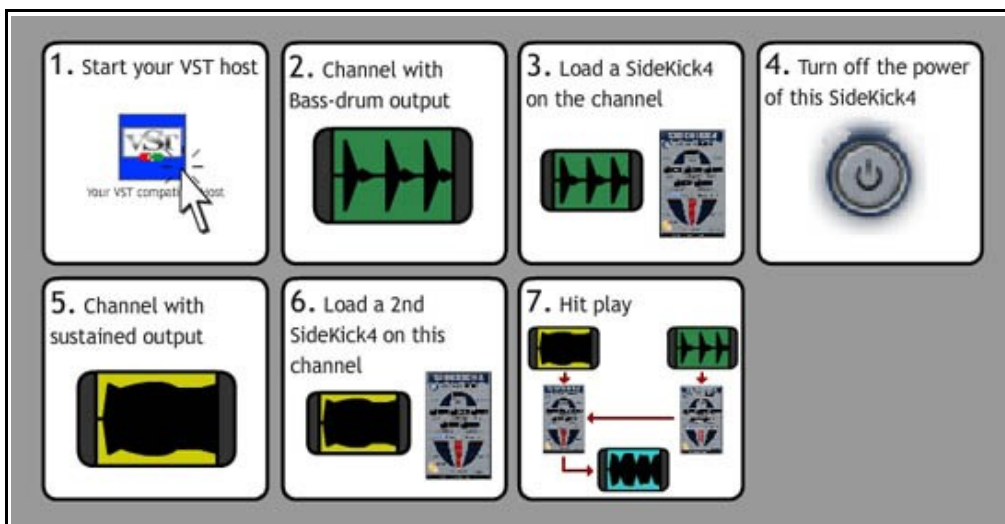 1. Start your VST host
VST
Your VST compatible host
2. Channel with
Bass-drum output
3. Load a SideKick4
on the channel
4. Turn off the power
of this SideKick4
5. Channel with
sustained output
6. Load a 2nd
SideKick4 on this
channel
7. Hit play